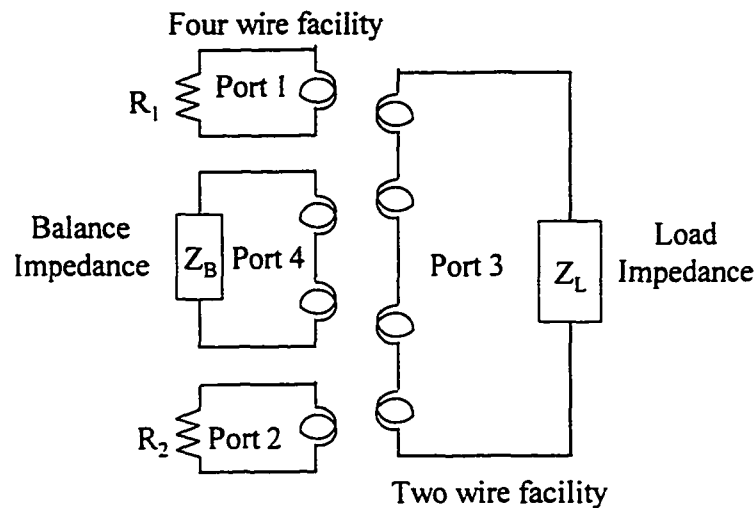 Four wire facility
Port 1
R1
Balance
Impedance
ZB
Port 4
Port 3
ZL
Load
Impedance
R2
Port 2
Two wire facility